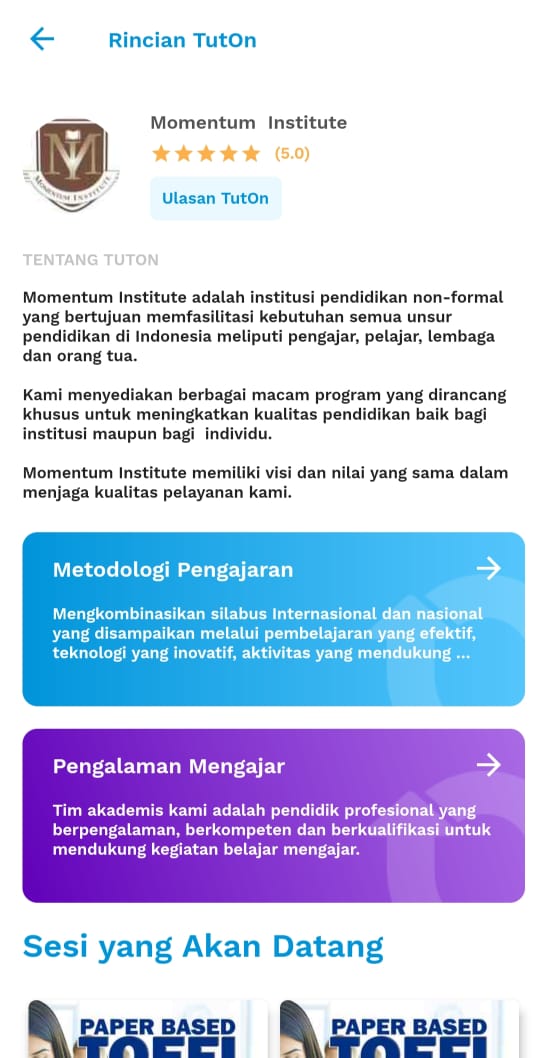 Rincian TutOn
Momentum  Institute
(5.0)
Ulasan TutOn
MI
MOMENTUM INSTITUTE
TENTANG TUTON
Momentum Institute adalah institusi pendidikan non-formal
yang bertujuan memfasilitasi kebutuhan semua unsur
pendidikan di Indonesia meliputi pengajar, pelajar, lembaga
dan orang tua.
Kami menyediakan berbagai macam program yang dirancang
khusus untuk meningkatkan kualitas pendidikan baik bagi
institusi maupun bagi  individu.
Momentum Institute memiliki visi dan nilai yang sama dalam
menjaga kualitas pelayanan kami.
Metodologi Pengajaran
Mengkombinasikan silabus Internasional dan nasional
yang disampaikan melalui pembelajaran yang efektif,
teknologi yang inovatif, aktivitas yang mendukung ...
Pengalaman Mengajar
Tim akademis kami adalah pendidik profesional yang
berpengalaman, berkompeten dan berkualifikasi untuk
mendukung kegiatan belajar mengajar.
Sesi yang Akan Datang
PAPER BASED
TOEFL
PAPER BASED
TOEFL